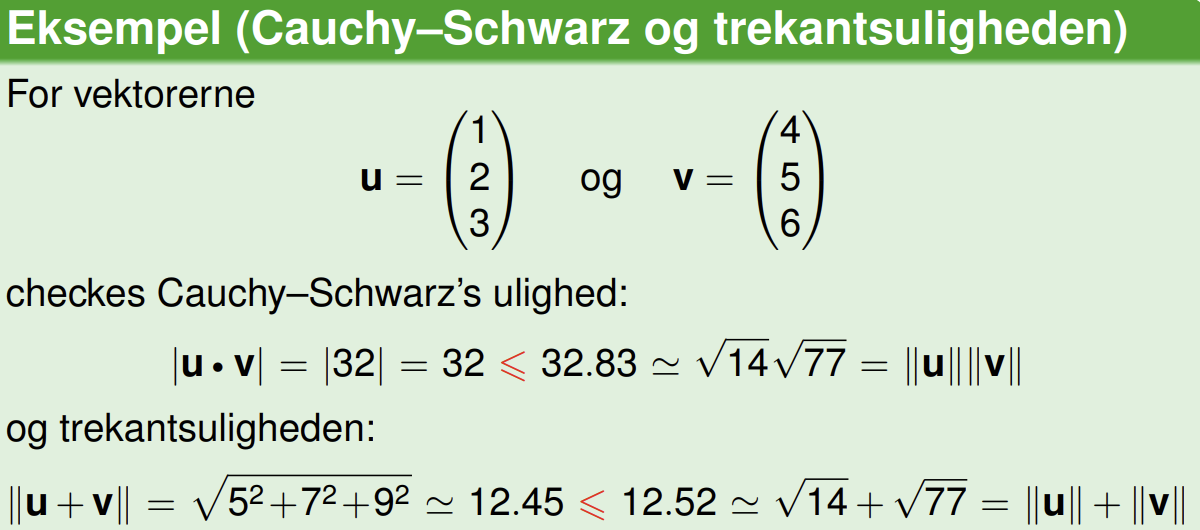 Eksempel (Cauchy–Schwarz og trekantsuligheden)
For vektorerne
u = (1 2 3) og v = (4 5 6)
checkes Cauchy–Schwarz’s ulighed:
|u • v| = |32| = 32 ⩽ 32.83 ≃ √14√77 = ‖u‖‖v‖
og trekantsuligheden:
‖u + v‖ = √(5²+7²+9²) ≃ 12.45 ⩽ 12.52 ≃ √14 + √77 = ‖u‖ + ‖v‖